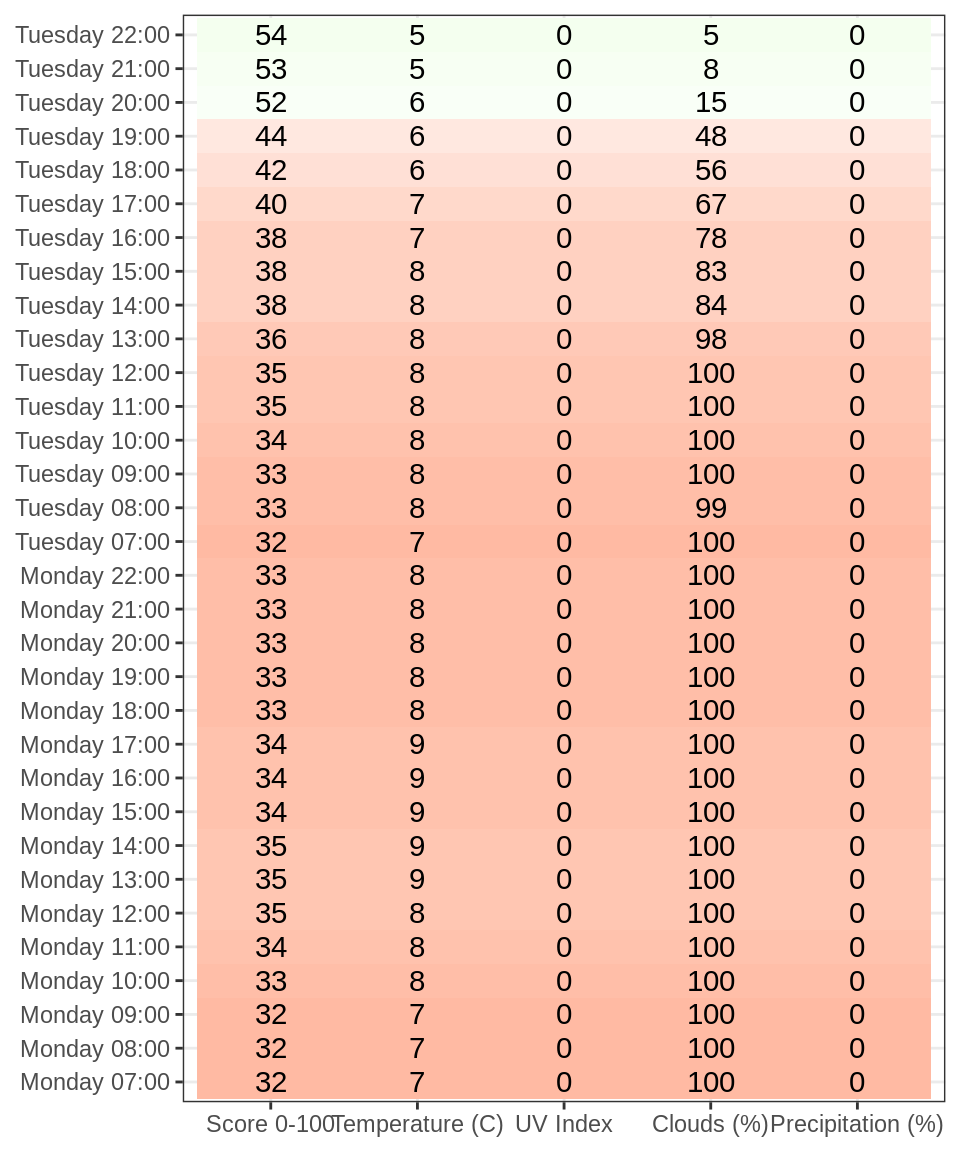 Tuesday 22:00 54 5 0 5 0
Tuesday 21:00 53 5 0 8 0
Tuesday 20:00 52 6 0 15 0
Tuesday 19:00 44 6 0 48 0
Tuesday 18:00 42 6 0 56 0
Tuesday 17:00 40 7 0 67 0
Tuesday 16:00 38 7 0 78 0
Tuesday 15:00 38 8 0 83 0
Tuesday 14:00 38 8 0 84 0
Tuesday 13:00 36 8 0 98 0
Tuesday 12:00 35 8 0 100 0
Tuesday 11:00 35 8 0 100 0
Tuesday 10:00 34 8 0 100 0
Tuesday 09:00 33 8 0 100 0
Tuesday 08:00 33 8 0 99 0
Tuesday 07:00 32 7 0 100 0
Monday 22:00 33 8 0 100 0
Monday 21:00 33 8 0 100 0
Monday 20:00 33 8 0 100 0
Monday 19:00 33 8 0 100 0
Monday 18:00 33 8 0 100 0
Monday 17:00 34 9 0 100 0
Monday 16:00 34 9 0 100 0
Monday 15:00 34 9 0 100 0
Monday 14:00 35 9 0 100 0
Monday 13:00 35 9 0 100 0
Monday 12:00 35 8 0 100 0
Monday 11:00 34 8 0 100 0
Monday 10:00 33 8 0 100 0
Monday 09:00 32 7 0 100 0
Monday 08:00 32 7 0 100 0
Monday 07:00 32 7 0 100 0
Score 0-100 Temperature (C) UV Index Clouds (%) Precipitation (%)